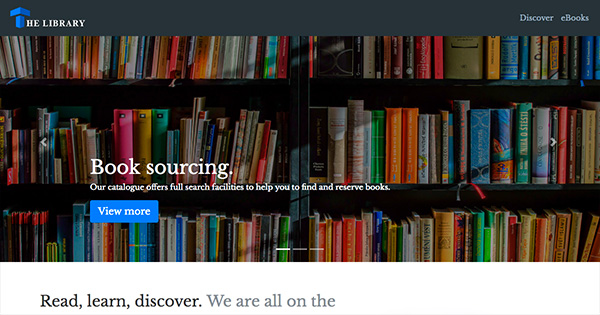 THE LIBRARY
Discover eBooks
Book sourcing.
Our catalogue offers full search facilities to help you to find and reserve books.
View more
Read, learn, discover. We are all on the